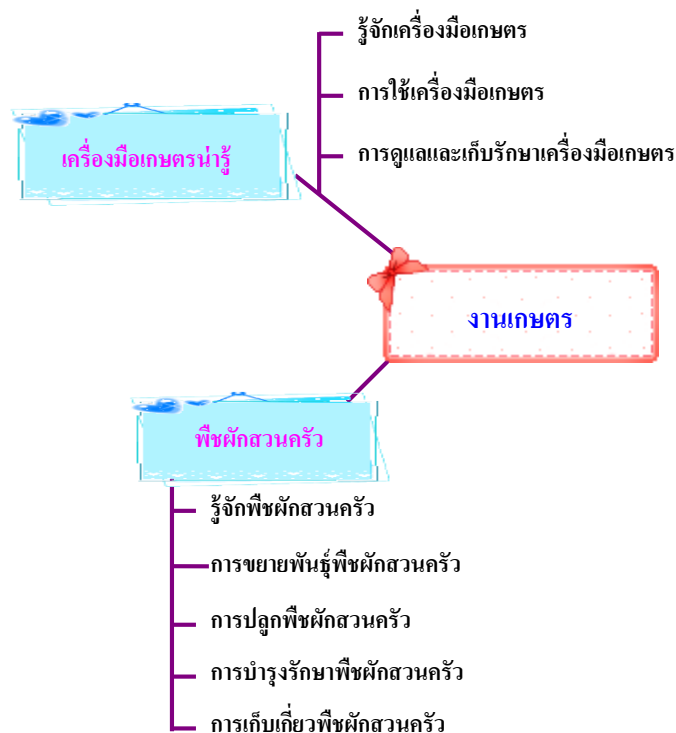 รู้จักเครื่องมือเกษตร
การใช้เครื่องมือเกษตร
เครื่องมือเกษตรน่ารู้
การดูแลและเก็บรักษาเครื่องมือเกษตร
งานเกษตร
พืชผักสวนครัว
รู้จักพืชผักสวนครัว
การขยายพันธุ์พืชผักสวนครัว
การปลูกพืชผักสวนครัว
การบำรุงรักษาพืชผักสวนครัว
การเก็บเกี่ยวพืชผักสวนครัว